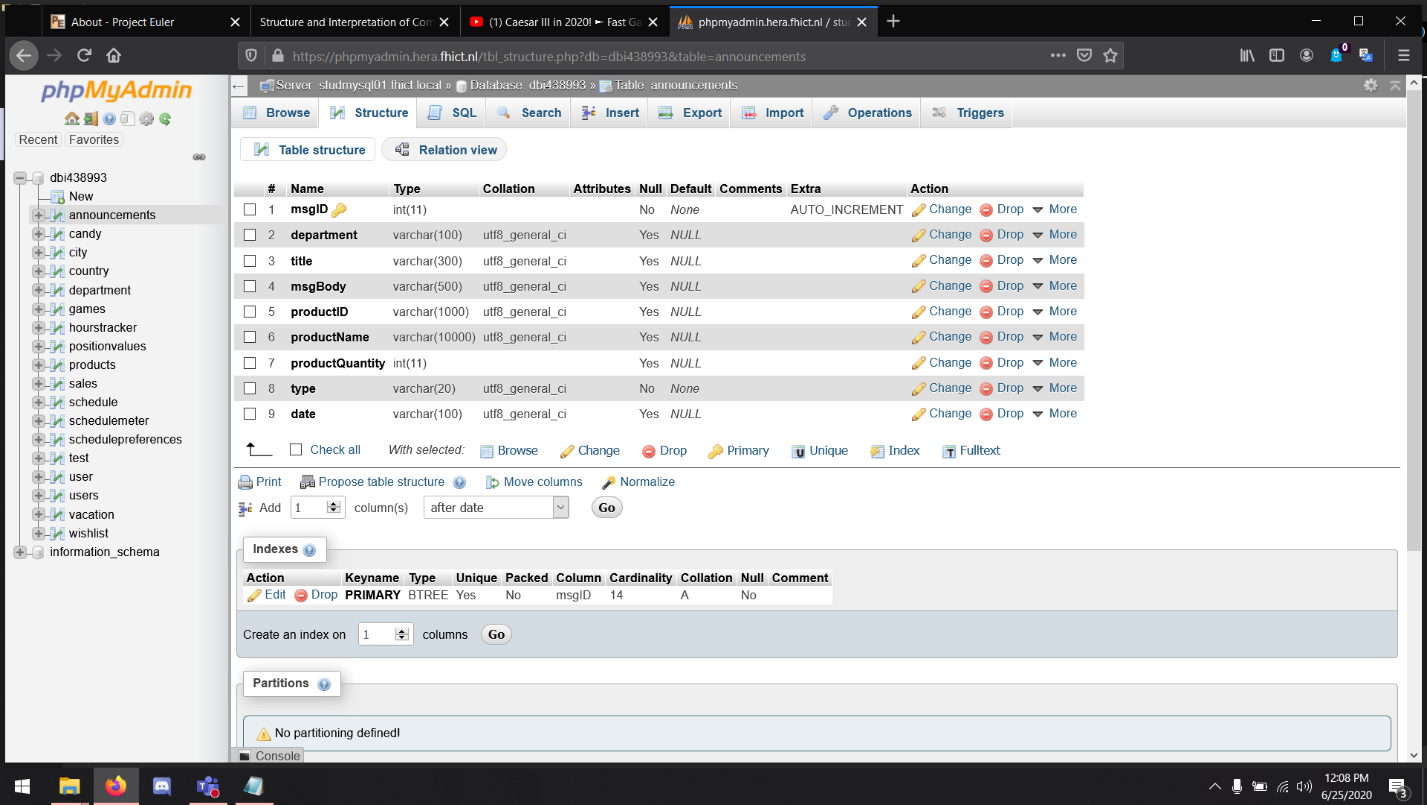 About - Project Euler
Structure and Interpretation of Com
(1) Caesar III in 2020! ► Fast Ga
phpmyadmin.hera.fhict.nl / stud
https://phpmyadmin.hera.fhict.nl/tbl_structure.php?db=dbi438993&table=announcements
0
phpMyAdmin
Recent Favorites
dbi438993
New
announcements
candy
city
country
department
games
hourstracker
positionvalues
products
sales
schedule
schedulemeter
schedulepreferences
test
user
users
vacation
wishlist
information_schema
Server: studmysql01.fhict.local » Database: dbi438993 » Table: announcements
Browse Structure SQL Search Insert Export Import Operations Triggers
Table structure Relation view
# Name Type Collation Attributes Null Default Comments Extra Action
1 msgID int(11) No None AUTO_INCREMENT Change Drop More
2 department varchar(100) utf8_general_ci Yes NULL Change Drop More
3 title varchar(300) utf8_general_ci Yes NULL Change Drop More
4 msgBody varchar(500) utf8_general_ci Yes NULL Change Drop More
5 productID varchar(1000) utf8_general_ci Yes NULL Change Drop More
6 productName varchar(10000) utf8_general_ci Yes NULL Change Drop More
7 productQuantity int(11) Yes NULL Change Drop More
8 type varchar(20) utf8_general_ci No None Change Drop More
9 date varchar(100) utf8_general_ci Yes NULL Change Drop More
Check all With selected: Browse Change Drop Primary Unique Index Fulltext
Print Propose table structure Move columns Normalize
Add 1 column(s) after date Go
Indexes
Action Keyname Type Unique Packed Column Cardinality Collation Null Comment
Edit Drop PRIMARY BTREE Yes No msgID 14 A No
Create an index on 1 columns Go
Partitions
No partitioning defined!
Console
12:08 PM
6/25/2020
3